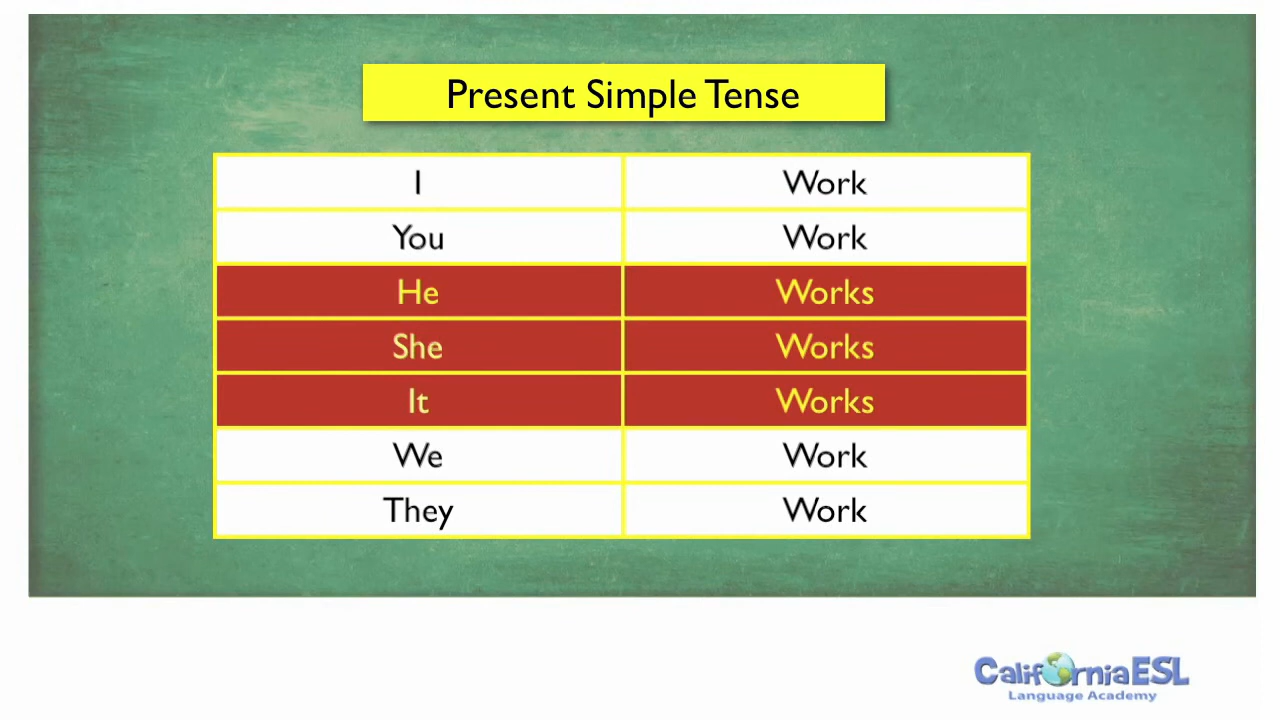 Present Simple Tense
I Work
You Work
He Works
She Works
It Works
We Work
They Work
CaliforniaESL
Language Academy